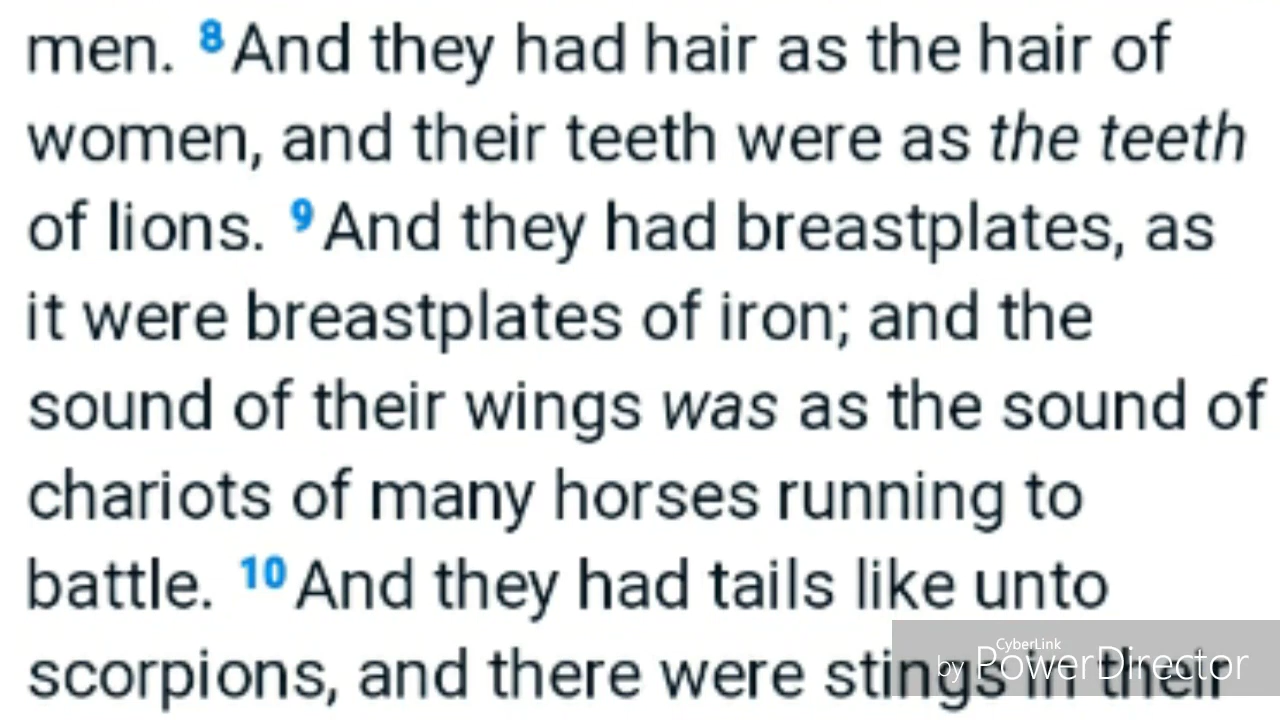 men. 8 And they had hair as the hair of
women, and their teeth were as the teeth
of lions. 9 And they had breastplates, as
it were breastplates of iron; and the
sound of their wings was as the sound of
chariots of many horses running to
battle. 10 And they had tails like unto
scorpions, and there were stings in their
CyberLink
by PowerDirector